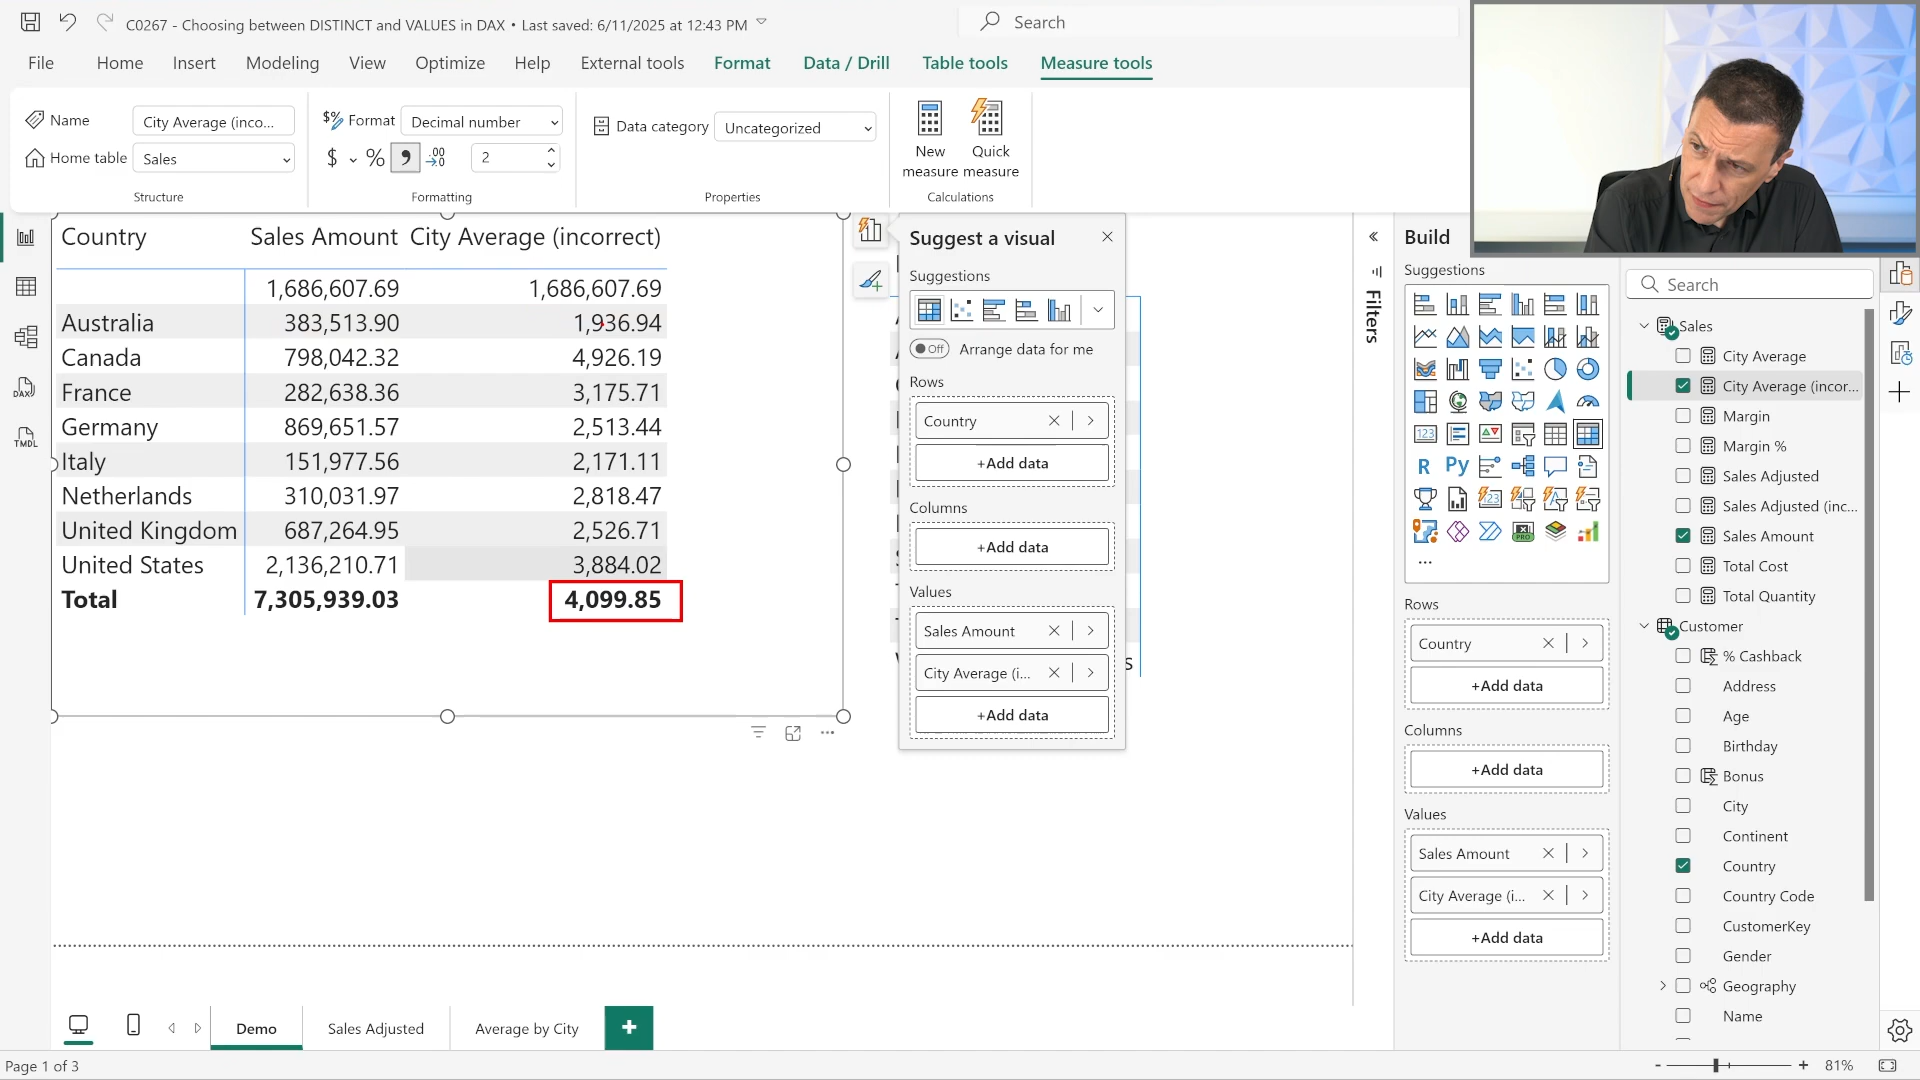 C0267 - Choosing between DISTINCT and VALUES in DAX • Last saved: 6/11/2025 at 12:43 PM
Search
File Home Insert Modeling View Optimize Help External tools Format Data / Drill Table tools Measure tools
Name City Average (inco...
Home table Sales
Structure
Format Decimal number
$ % 2
Formatting
Data category Uncategorized
Properties
New measure
Quick measure
Calculations
Country Sales Amount City Average (incorrect)
1,686,607.69 1,686,607.69
Australia 383,513.90 1,936.94
Canada 798,042.32 4,926.19
France 282,638.36 3,175.71
Germany 869,651.57 2,513.44
Italy 151,977.56 2,171.11
Netherlands 310,031.97 2,818.47
United Kingdom 687,264.95 2,526.71
United States 2,136,210.71 3,884.02
Total 7,305,939.03 4,099.85
Suggest a visual
Suggestions
Off Arrange data for me
Rows
Country
+Add data
Columns
+Add data
Values
Sales Amount
City Average (i...
+Add data
s
Filters
Build
Suggestions
R Py
123
...
Rows
Country
+Add data
Columns
+Add data
Values
Sales Amount
City Average (i...
+Add data
Search
Sales
City Average
City Average (incor...
Margin
Margin %
Sales Adjusted
Sales Adjusted (inc...
Sales Amount
Total Cost
Total Quantity
Customer
% Cashback
Address
Age
Birthday
Bonus
City
Continent
Country
Country Code
CustomerKey
Gender
Geography
Name
DAX
TMDL
Demo Sales Adjusted Average by City +
Page 1 of 3
- + 81%